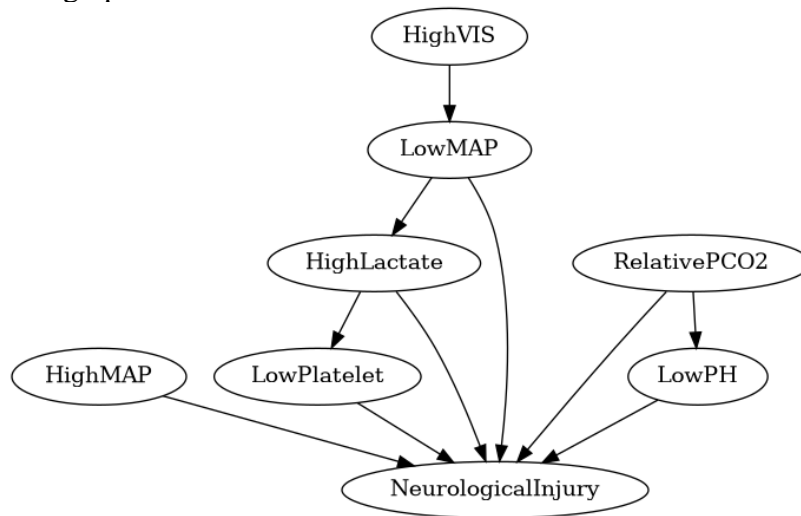 HighVIS
LowMAP
HighLactate
RelativePCO2
HighMAP
LowPlatelet
LowPH
NeurologicalInjury